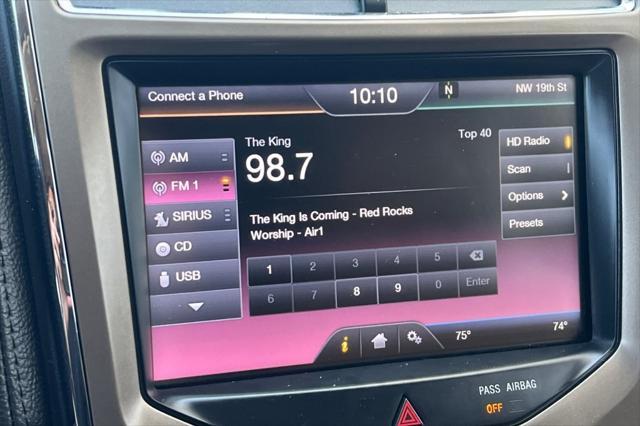 Connect a Phone
10:10
N
NW 19th St
AM
FM 1
SIRIUS
CD
USB
The King
98.7
Top 40
The King Is Coming - Red Rocks
Worship - Air1
1 2 3 4 5
6 7 8 9 0 Enter
HD Radio
Scan
Options
Presets
i
75°
74°
PASS AIRBAG
OFF